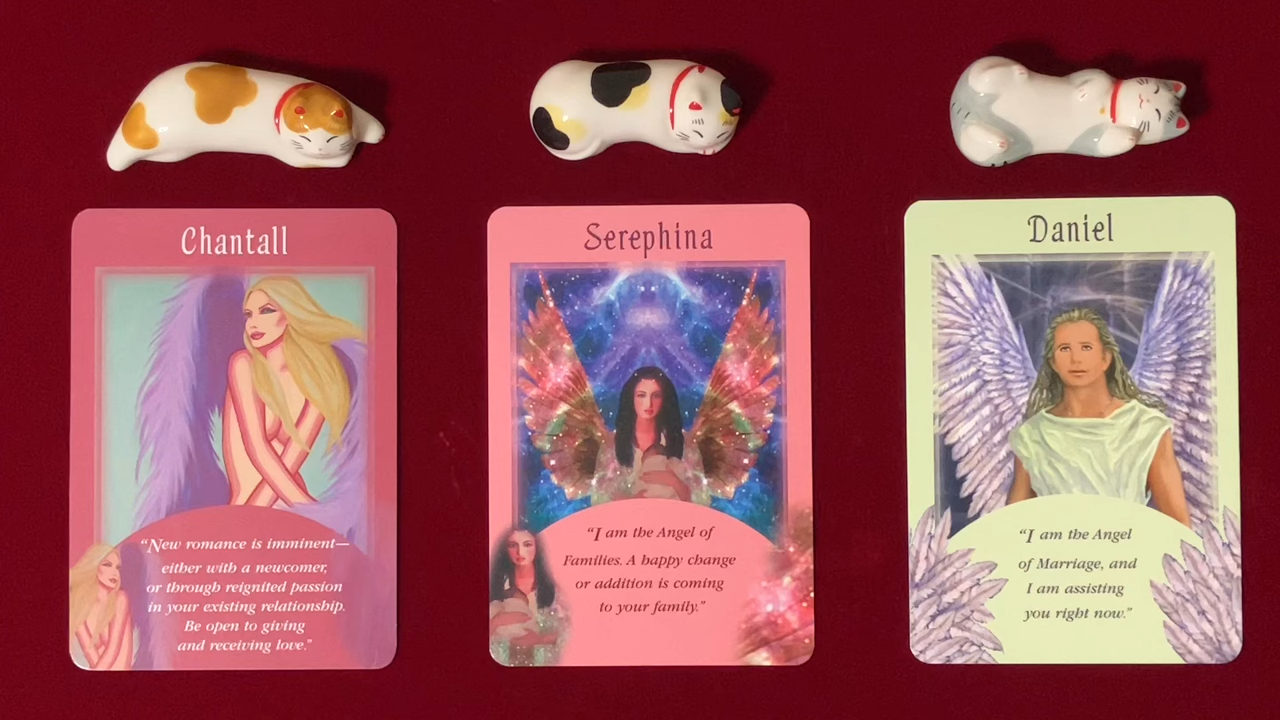 Chantall
"New romance is imminent—
either with a newcomer,
or through reignited passion
in your existing relationship.
Be open to giving
and receiving love."
Serephina
"I am the Angel of
Families. A happy change
or addition is coming
to your family."
Daniel
"I am the Angel
of Marriage, and
I am assisting
you right now."